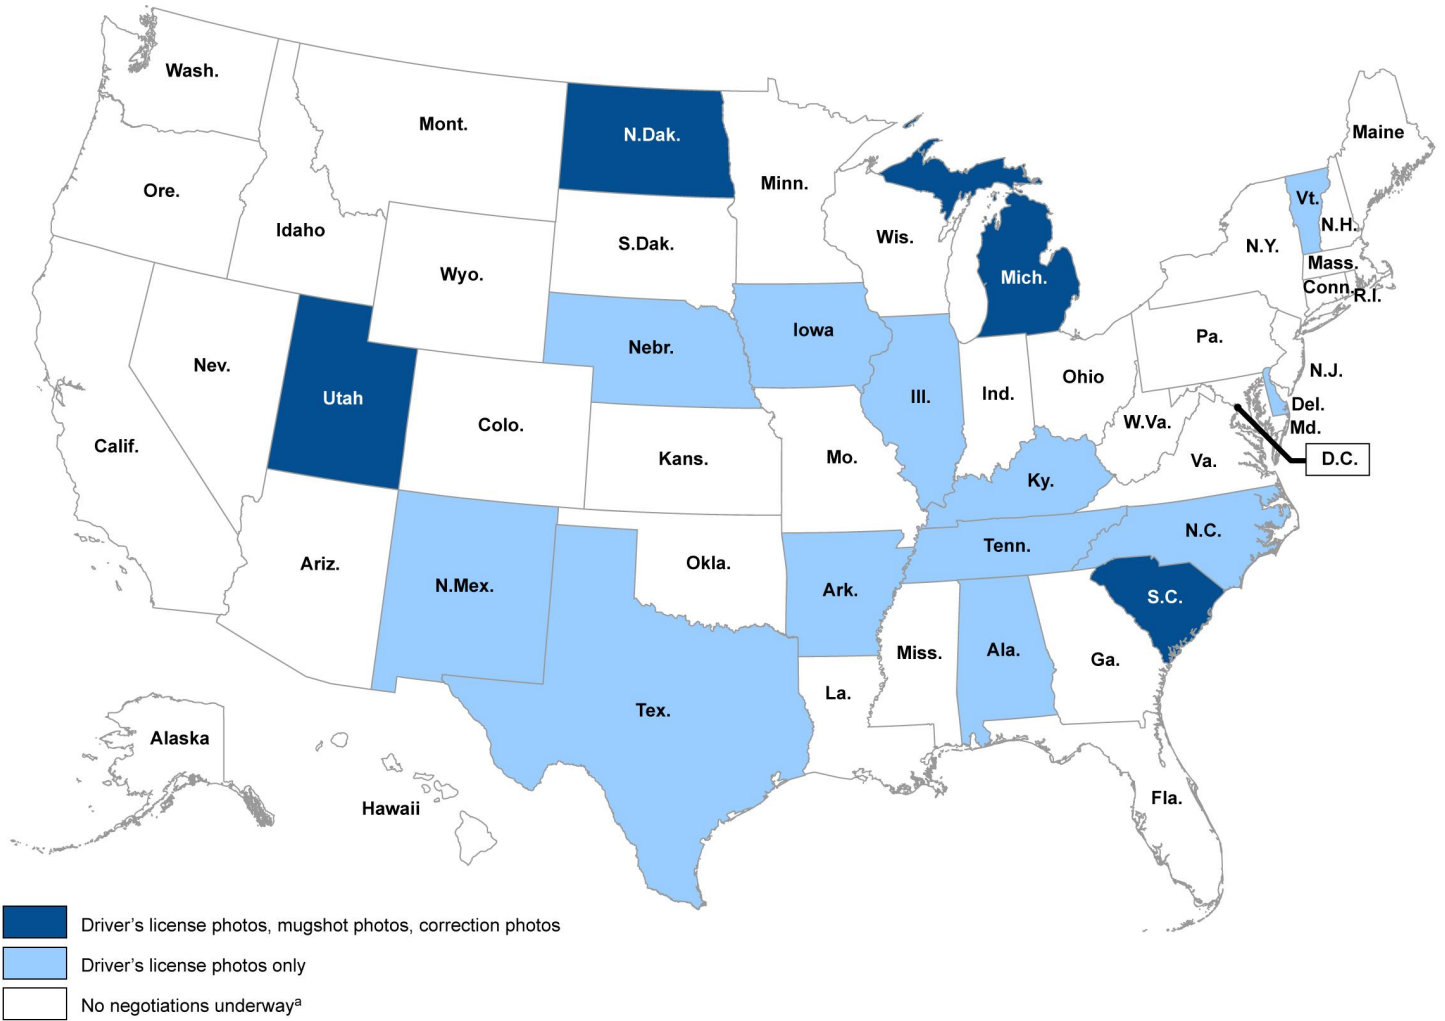 Wash.
Mont.
N.Dak.
Maine
Minn.
Ore.
Vt.
N.H.
Idaho
S.Dak.
Wis.
N.Y.
Mass.
Wyo.
Mich.
Conn.
R.I.
Nebr.
Iowa
Pa.
Nev.
Utah
Ohio
N.J.
Ill.
Ind.
Del.
Colo.
W.Va.
Md.
Calif.
Kans.
Mo.
Va.
D.C.
Ky.
N.C.
Tenn.
Ariz.
Okla.
N.Mex.
Ark.
S.C.
Miss.
Ala.
Ga.
La.
Tex.
Alaska
Fla.
Hawaii
Driver’s license photos, mugshot photos, correction photos
Driver’s license photos only
No negotiations underwayᵃ